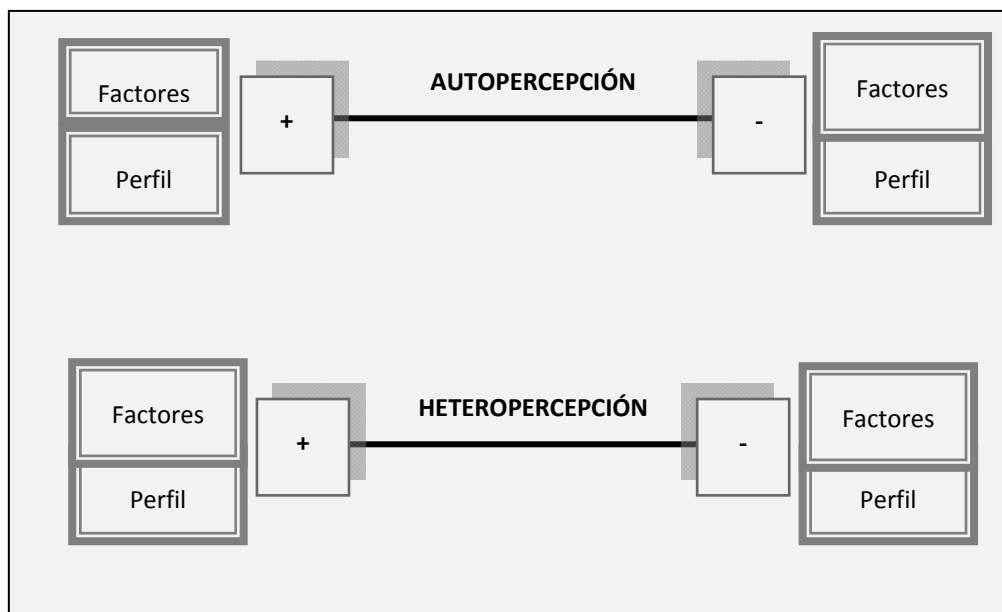 AUTOPERCEPCIÓN
Factores
+
-
Factores
Perfil
Perfil
HETEROPERCEPCIÓN
Factores
+
-
Factores
Perfil
Perfil